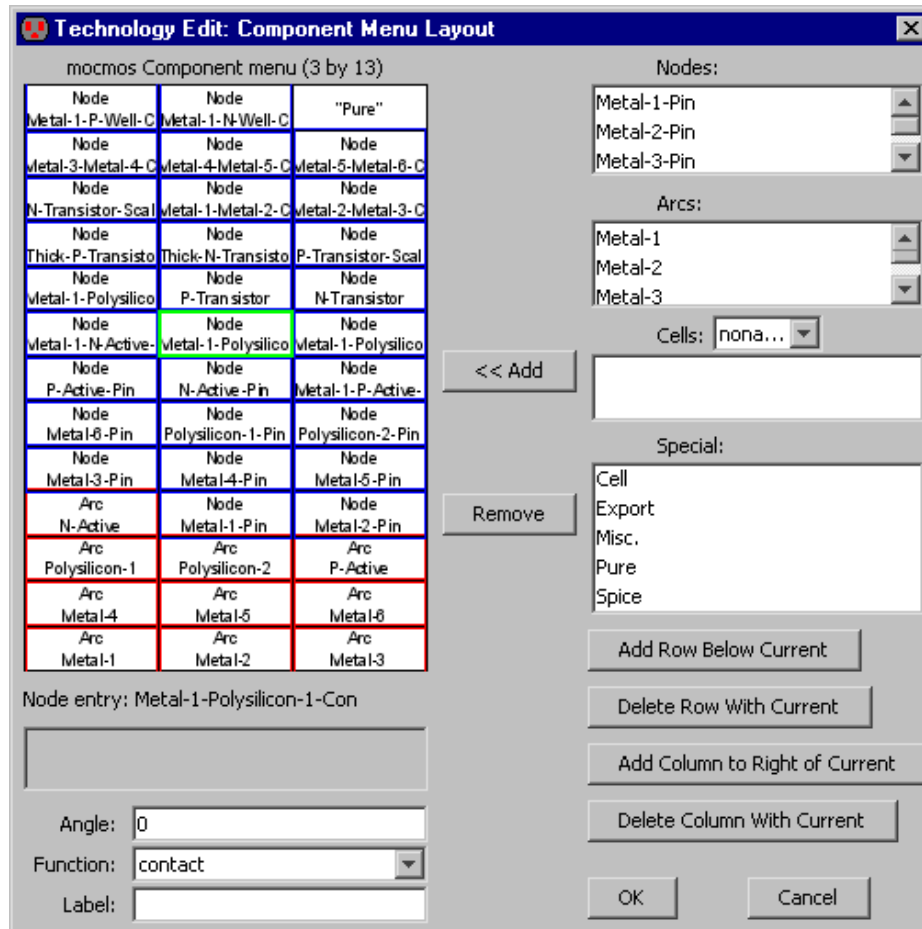 Technology Edit: Component Menu Layout
mocmos Component menu (3 by 13)
Node Node "Pure"
Metal-1-P-Well-C Metal-1-N-Well-C
Node Node Node
Metal-3-Metal-4-C Metal-4-Metal-5-C Metal-5-Metal-6-C
Node Node Node
N-Transistor-Scal Metal-1-Metal-2-C Metal-2-Metal-3-C
Node Node Node
Thick-P-Transisto Thick-N-Transisto P-Transistor-Scal
Node Node Node
Metal-1-Polysilico P-Transistor N-Transistor
Node Node Node
Metal-1-N-Active- Metal-1-Polysilico Metal-1-Polysilico
Node Node Node
P-Active-Pin N-Active-Pin Metal-1-P-Active-
Node Node Node
Metal-6-Pin Polysilicon-1-Pin Polysilicon-2-Pin
Node Node Node
Metal-3-Pin Metal-4-Pin Metal-5-Pin
Arc Node Node
N-Active Metal-1-Pin Metal-2-Pin
Arc Arc Arc
Polysilicon-1 Polysilicon-2 P-Active
Arc Arc Arc
Metal-4 Metal-5 Metal-6
Arc Arc Arc
Metal-1 Metal-2 Metal-3
Node entry: Metal-1-Polysilicon-1-Con
Angle: 0
Function: contact
Label:
<< Add
Remove
Nodes:
Metal-1-Pin
Metal-2-Pin
Metal-3-Pin
Arcs:
Metal-1
Metal-2
Metal-3
Cells: nona...
Special:
Cell
Export
Misc.
Pure
Spice
Add Row Below Current
Delete Row With Current
Add Column to Right of Current
Delete Column With Current
OK Cancel